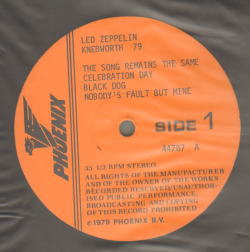 LED ZEPPELIN
KNEBWORTH '79
THE SONG REMAINS THE SAME
CELEBRATION DAY
BLACK DOG
NOBODY'S FAULT BUT MINE
PHOENIX
SIDE 1
44707 A
33 1/3 RPM STEREO
ALL RIGHTS OF THE MANUFACTURER
AND OF THE OWNER OF THE WORKS
RECORDED RESERVED/UNAUTHOR-
ISED PUBLIC PERFORMANCE,
BROADCASTING AND COPYING
OF THIS RECORD PROHIBITED
©1979 PHOENIX B.V.